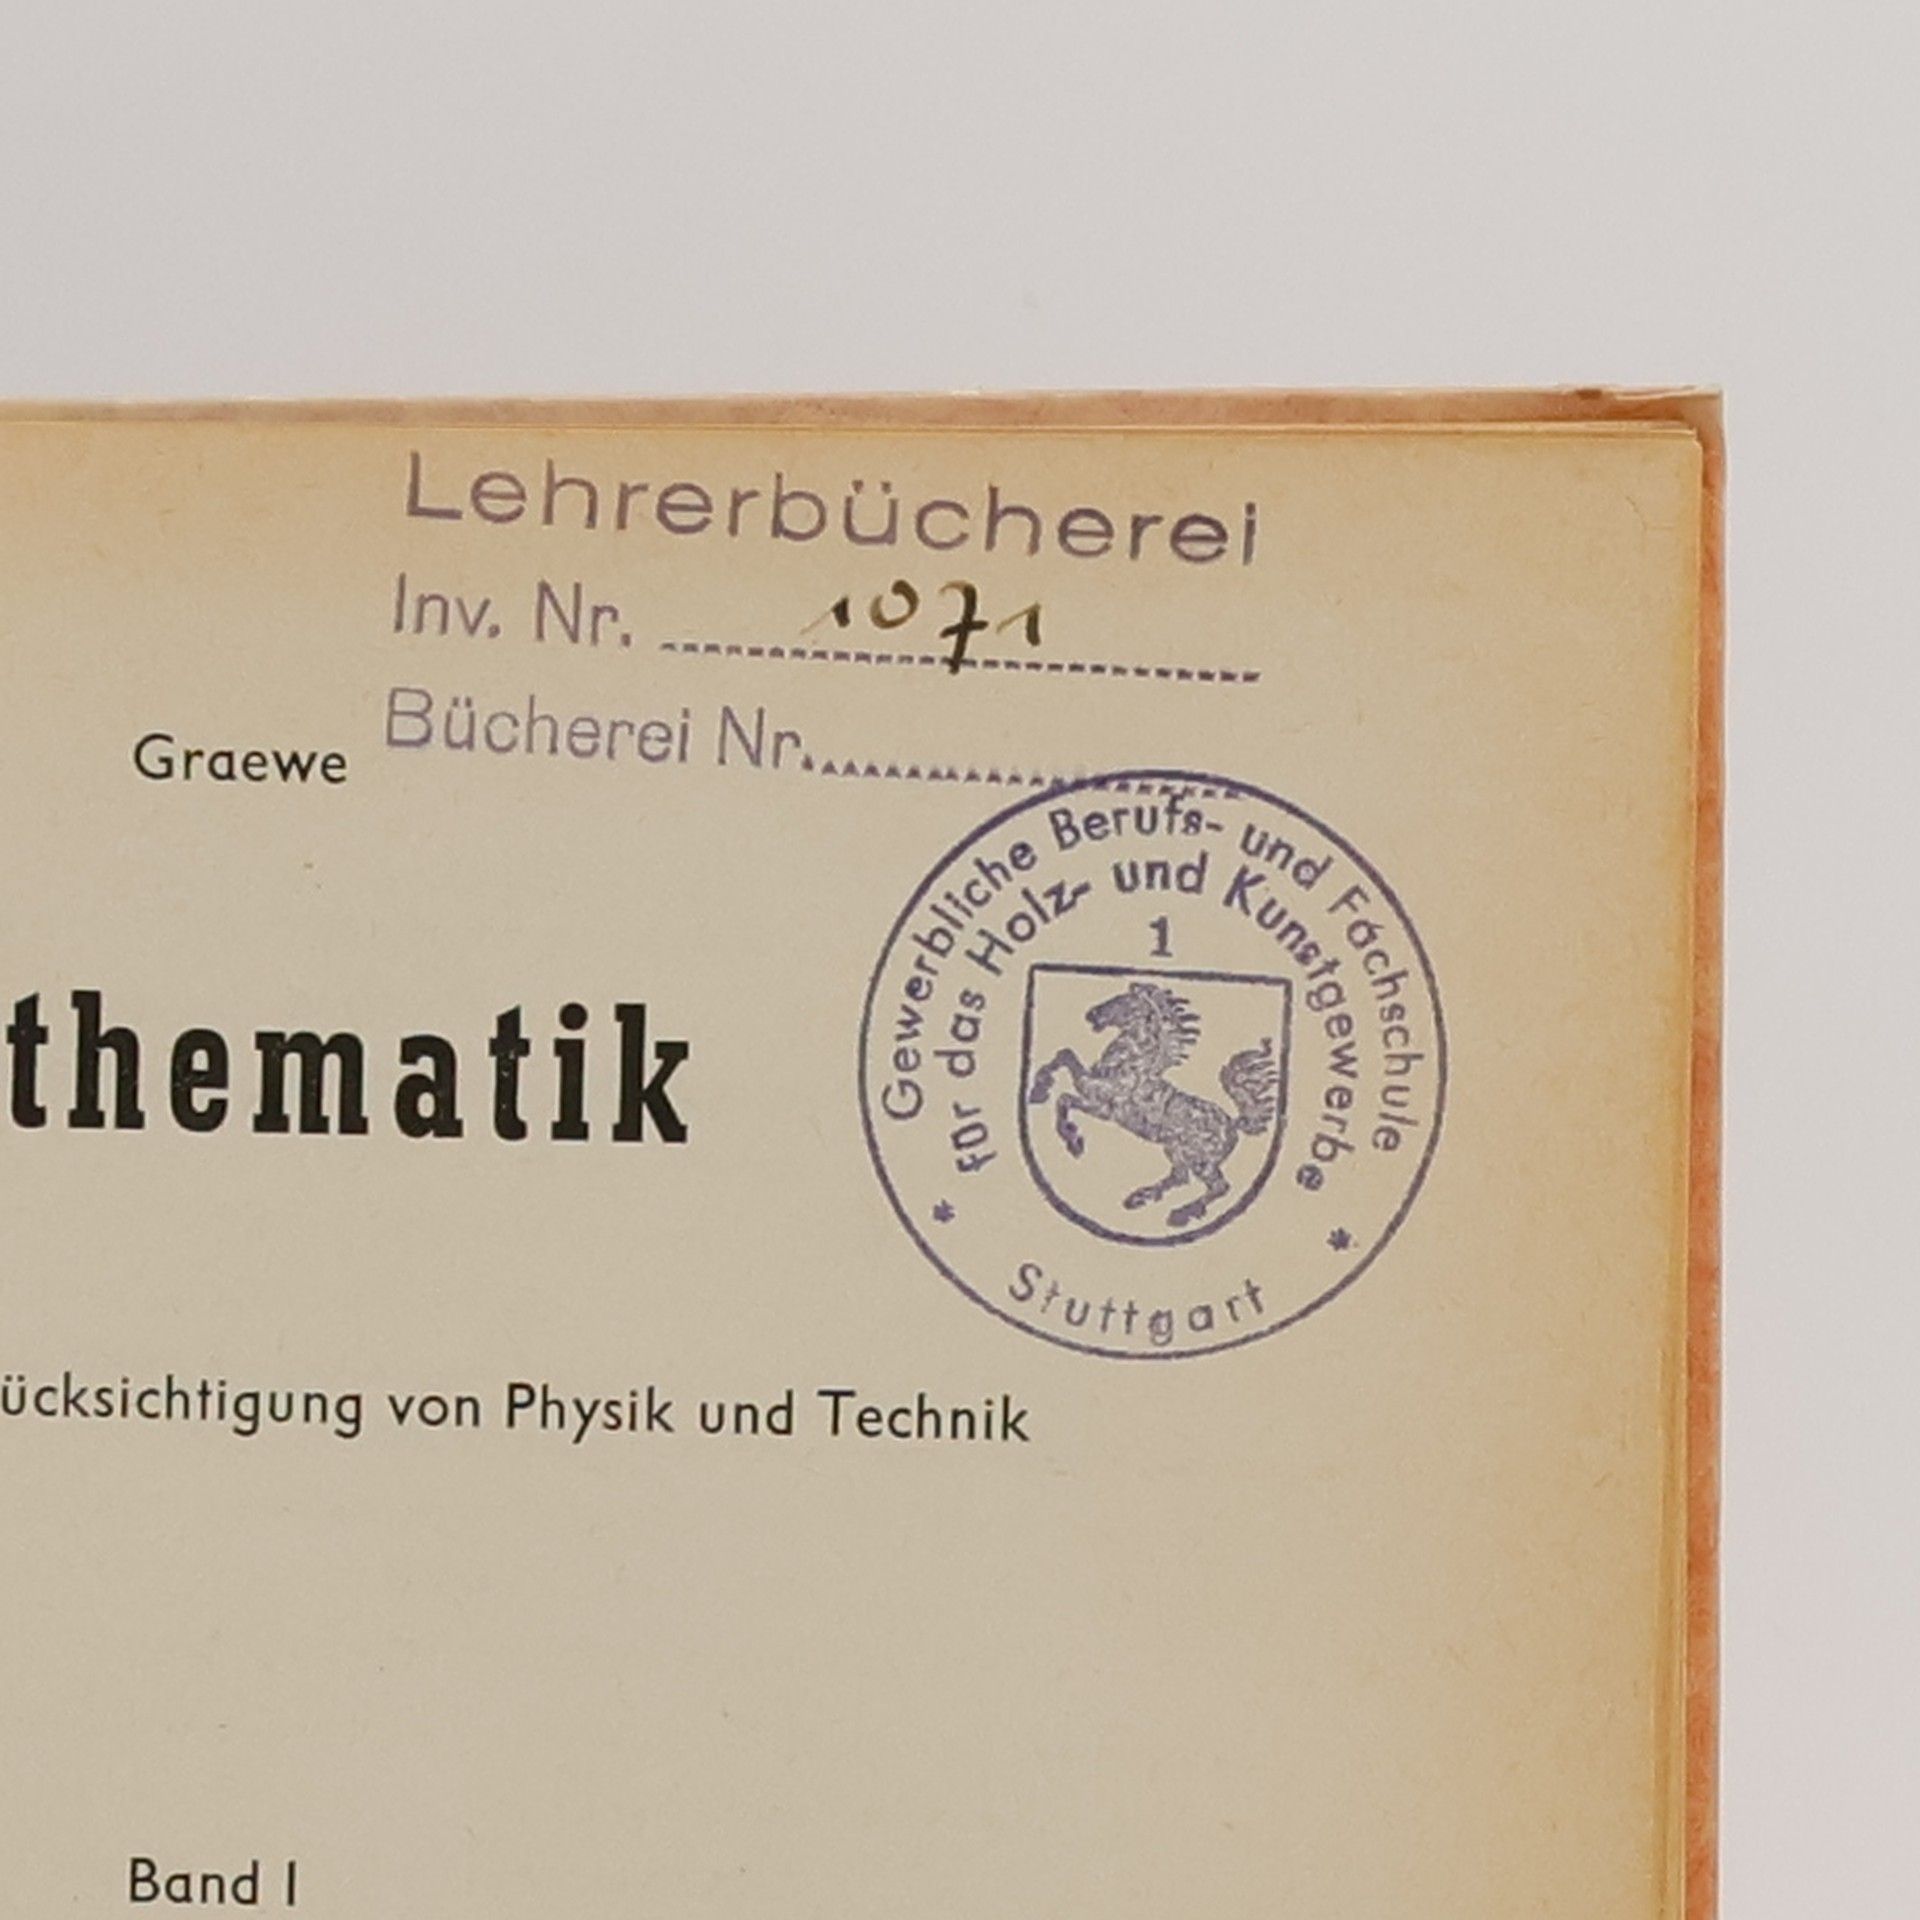 Lehrerbücherei
Inv. Nr. 1071
Bücherei Nr.
Graewe
Gewerbliche Berufs- und Fachschule
für das Holz- und Kunstgewerbe
1
* Stuttgart *
thematik
ücksichtigung von Physik und Technik
Band I